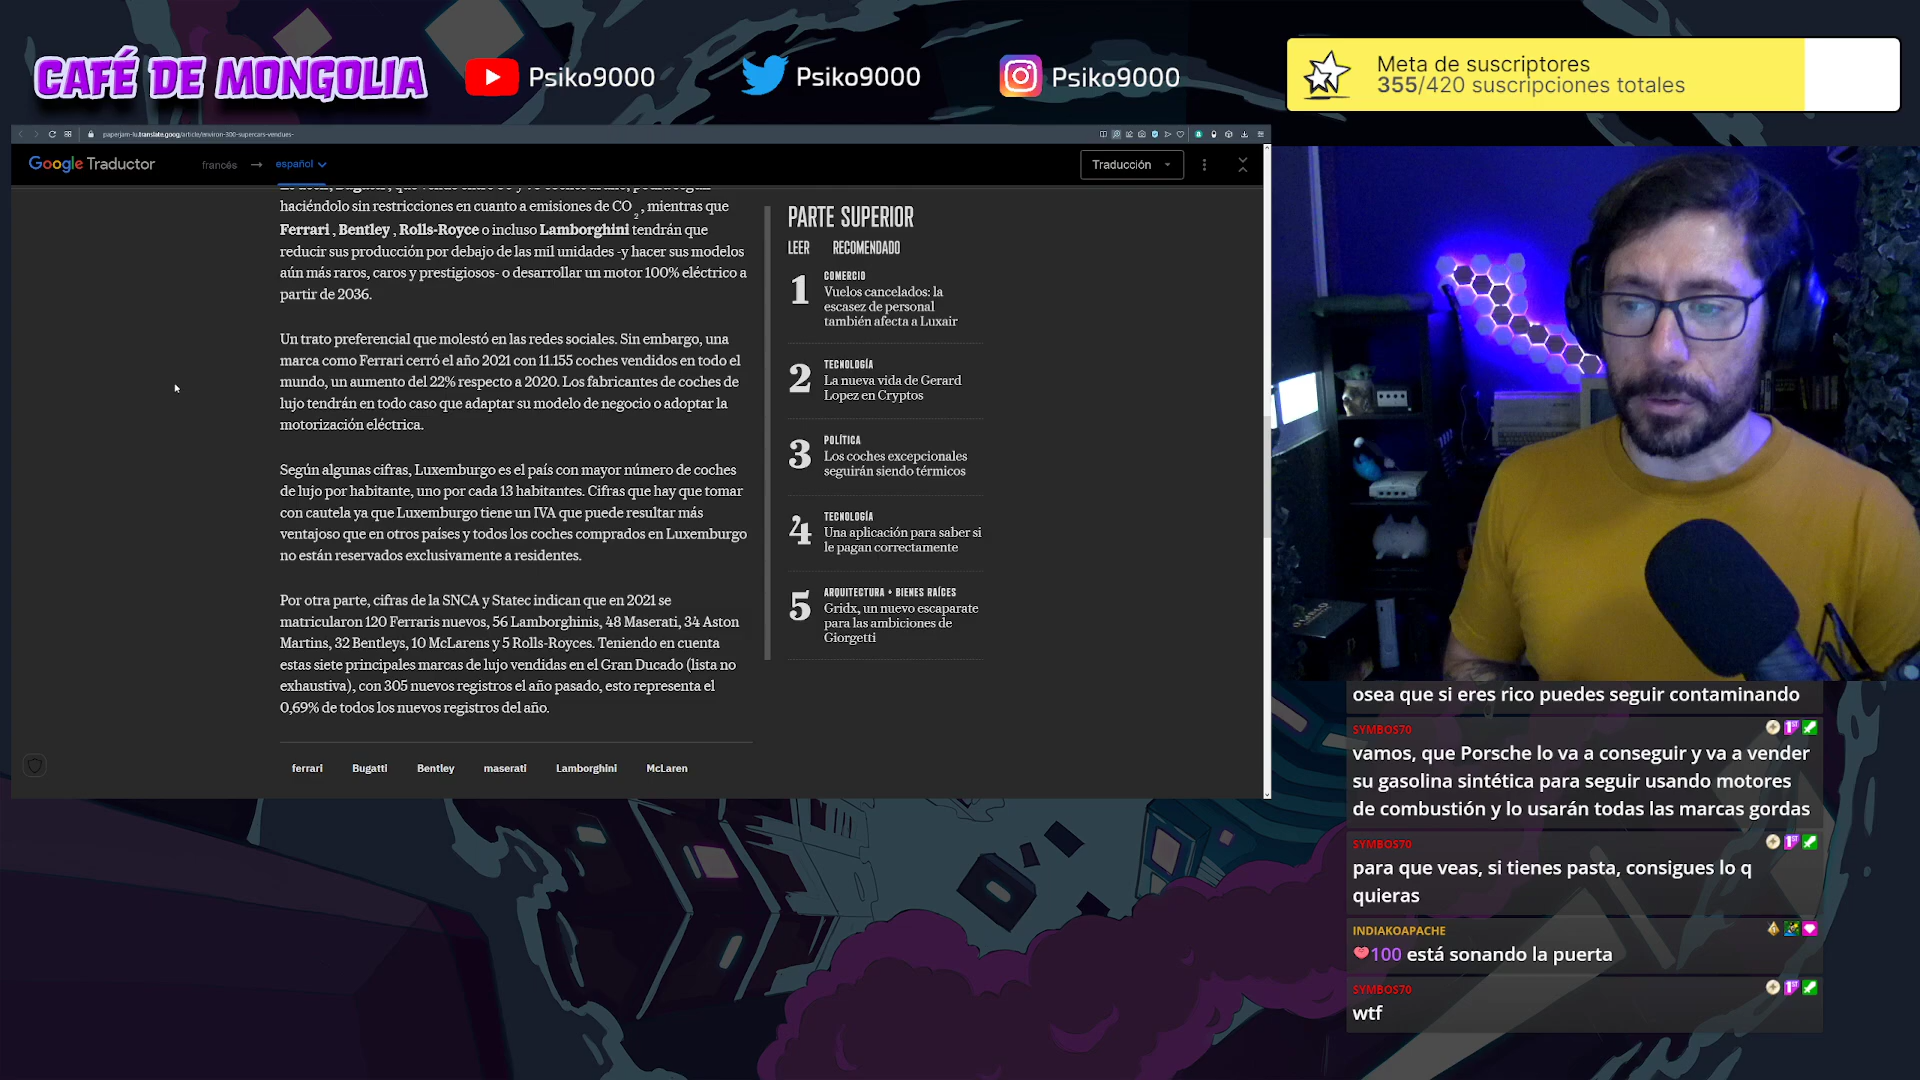 CAFÉ DE MONGOLIA
Psiko9000
Psiko9000
Psiko9000
Meta de suscriptores
355/420 suscripciones totales
paperjam-lu.translate.goog/article/environ-300-supercars-vendues-
Google Traductor
francés → español
Traducción
haciéndolo sin restricciones en cuanto a emisiones de CO 2 , mientras que
Ferrari , Bentley , Rolls-Royce o incluso Lamborghini tendrán que
reducir sus producción por debajo de las mil unidades -y hacer sus modelos
aún más raros, caros y prestigiosos- o desarrollar un motor 100% eléctrico a
partir de 2036.
Un trato preferencial que molestó en las redes sociales. Sin embargo, una
marca como Ferrari cerró el año 2021 con 11.155 coches vendidos en todo el
mundo, un aumento del 22% respecto a 2020. Los fabricantes de coches de
lujo tendrán en todo caso que adaptar su modelo de negocio o adoptar la
motorización eléctrica.
Según algunas cifras, Luxemburgo es el país con mayor número de coches
de lujo por habitante, uno por cada 13 habitantes. Cifras que hay que tomar
con cautela ya que Luxemburgo tiene un IVA que puede resultar más
ventajoso que en otros países y todos los coches comprados en Luxemburgo
no están reservados exclusivamente a residentes.
Por otra parte, cifras de la SNCA y Statec indican que en 2021 se
matricularon 120 Ferraris nuevos, 56 Lamborghinis, 48 Maserati, 34 Aston
Martins, 32 Bentleys, 10 McLarens y 5 Rolls-Royces. Teniendo en cuenta
estas siete principales marcas de lujo vendidas en el Gran Ducado (lista no
exhaustiva), con 305 nuevos registros el año pasado, esto representa el
0,69% de todos los nuevos registros del año.
ferrari
Bugatti
Bentley
maserati
Lamborghini
McLaren
PARTE SUPERIOR
LEER
RECOMENDADO
1
COMERCIO
Vuelos cancelados: la
escasez de personal
también afecta a Luxair
2
TECNOLOGÍA
La nueva vida de Gerard
Lopez en Cryptos
3
POLÍTICA
Los coches excepcionales
seguirán siendo térmicos
4
TECNOLOGÍA
Una aplicación para saber si
le pagan correctamente
5
ARQUITECTURA + BIENES RAÍCES
Gridx, un nuevo escaparate
para las ambiciones de
Giorgetti
osea que si eres rico puedes seguir contaminando
SYMBOS70
vamos, que Porsche lo va a conseguir y va a vender
su gasolina sintética para seguir usando motores
de combustión y lo usarán todas las marcas gordas
SYMBOS70
para que veas, si tienes pasta, consigues lo q
quieras
INDIAKOAPACHE
100 está sonando la puerta
SYMBOS70
wtf